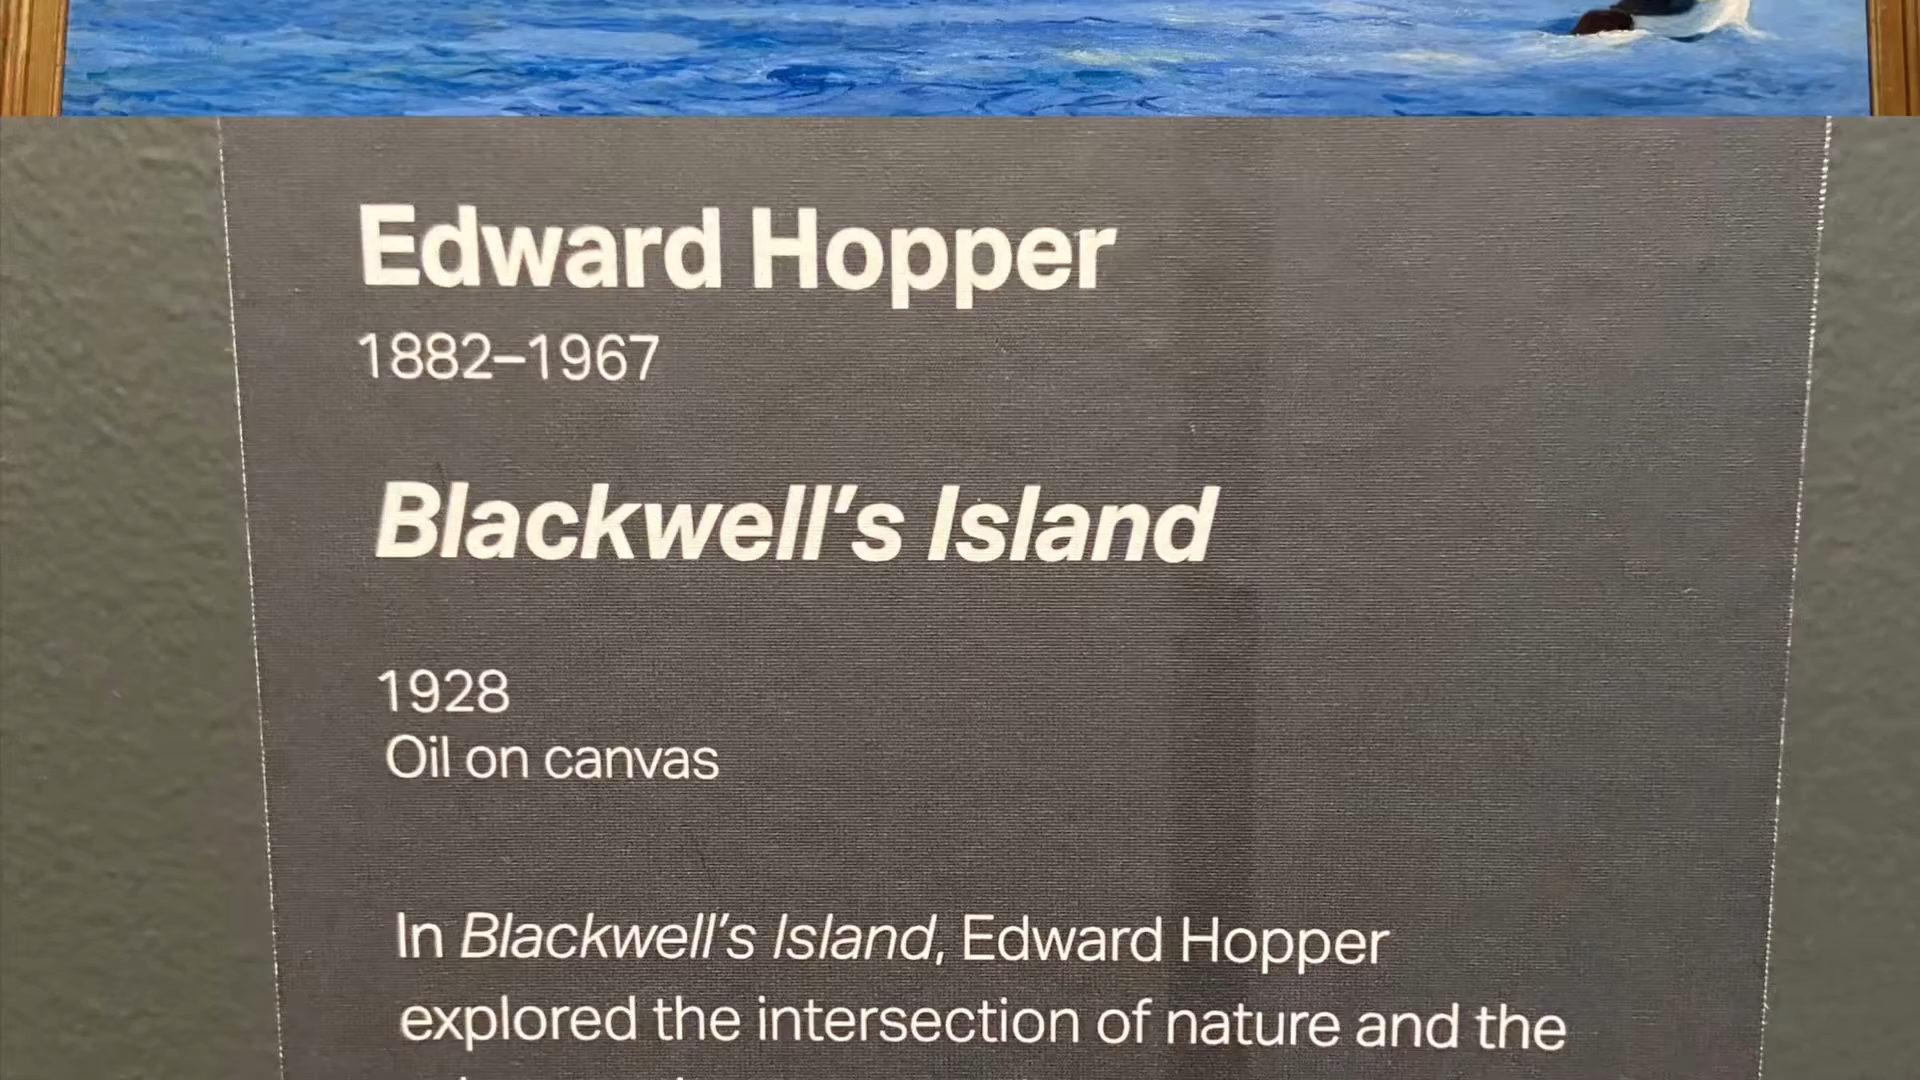 Edward Hopper
1882–1967
Blackwell's Island
1928
Oil on canvas
In Blackwell's Island, Edward Hopper
explored the intersection of nature and the